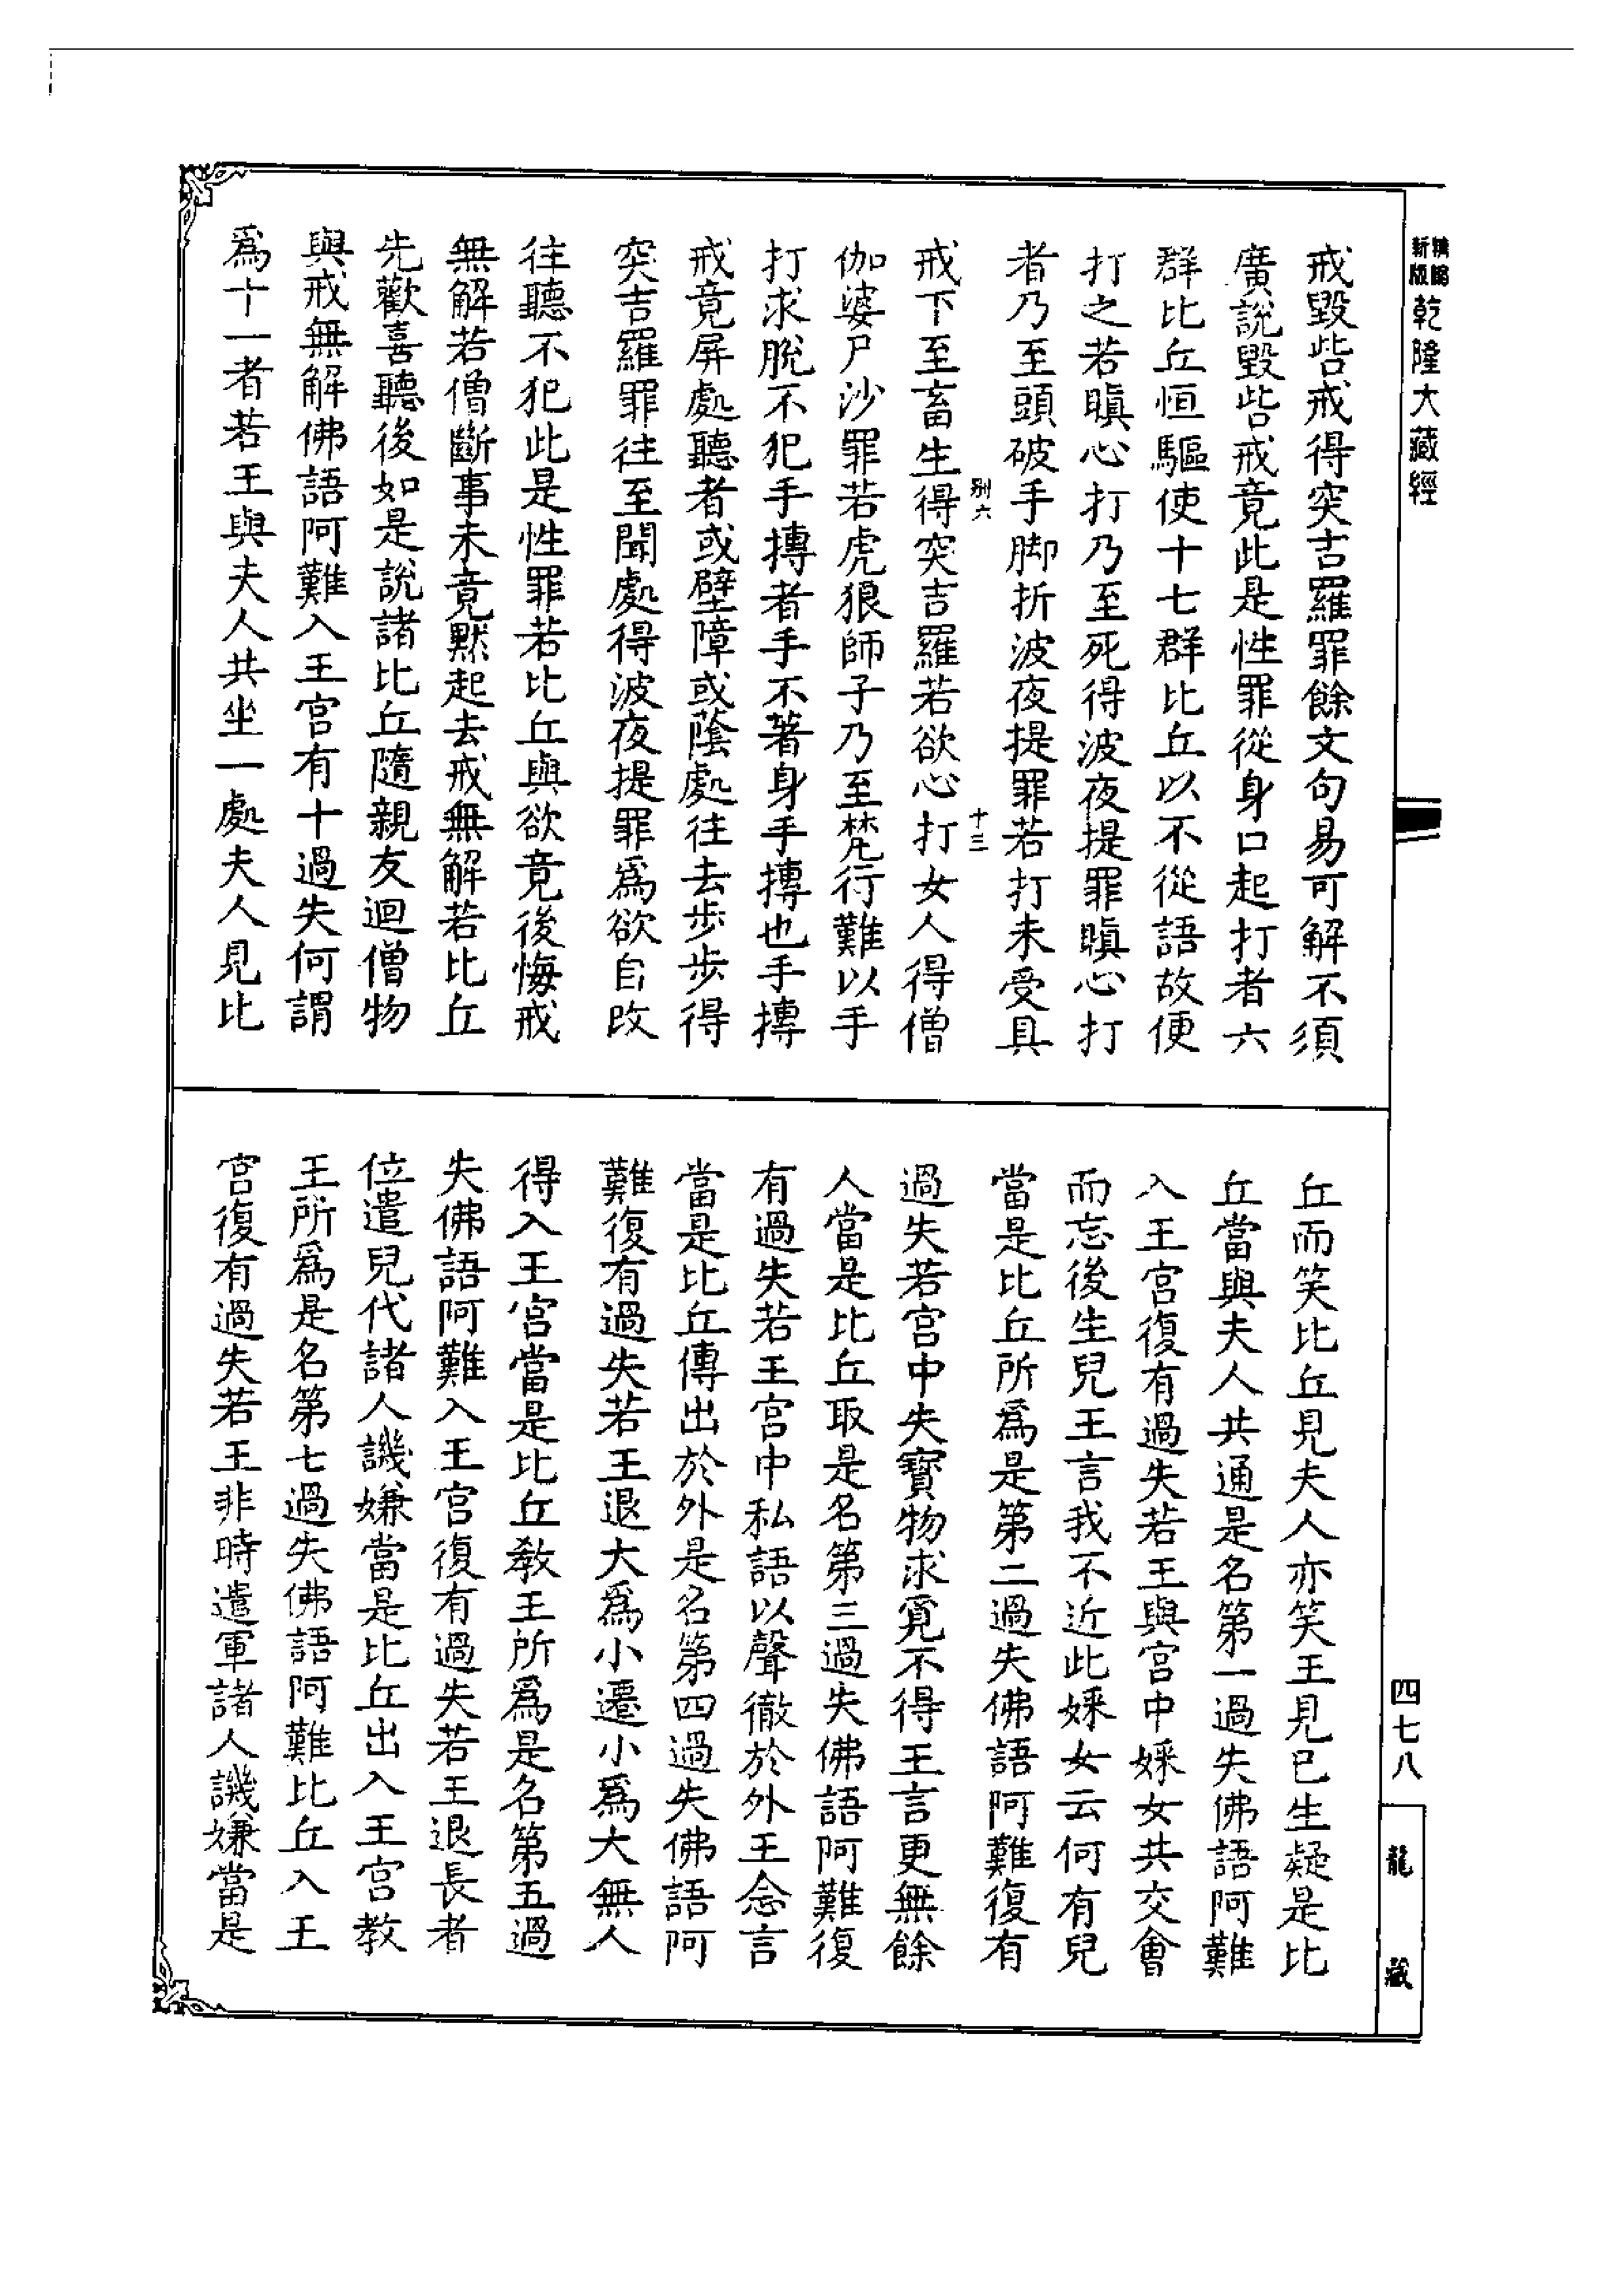 戒毀呰戒得突吉羅罪餘文句易可解不須
廣說毀呰戒竟此是性罪從身口起打者六
群比丘恒驅使十七群比丘以不從語故便
打之若瞋心打乃至死得波夜提罪瞋心打
者乃至頭破手脚折波夜提罪若打未受具
戒下至畜生得突吉羅若欲心打女人得僧
伽婆尸沙罪若虎狼師子乃至梵行難以手
打求脫不犯手摶者手不著身手摶也手摶
戒竟屏處聽者或壁障或蔭處往去步步得
突吉羅罪往至聞處得波夜提罪爲欲自改
往聽不犯此是性罪若比丘與欲竟後悔戒
無解若僧斷事未竟默起去戒無解若比丘
先歡喜聽後如是說諸比丘隨親友迴僧物
與戒無解佛語阿難入王宮有十過失何謂
爲十一者若王與夫人共坐一處夫人見比
丘而笑比丘見夫人亦笑王見已生疑是比
丘當與夫人共通是名第一過失佛語阿難
入王宮復有過失若王與宮中婇女共交會
而忘後生兒王言我不近此婇女云何有兒
當是比丘所爲是第二過失佛語阿難復有
過失若宮中失寶物求覓不得王言更無餘
人當是比丘取是名第三過失佛語阿難復
有過失若王宮中私語以聲徹於外王念言
當是比丘傳出於外是名第四過失佛語阿
難復有過失若王退大爲小遷小爲大無人
得入王宮當是比丘教王所爲是名第五過
失佛語阿難入王宮復有過失若王退長者
位遣兒代諸人譏嫌當是比丘出入王宮教
王所爲是名第七過失佛語阿難比丘入王
宮復有過失若王非時遣軍諸人譏嫌當是
別六
十三
精縮
新版
乾隆大藏經
四七八
龍藏